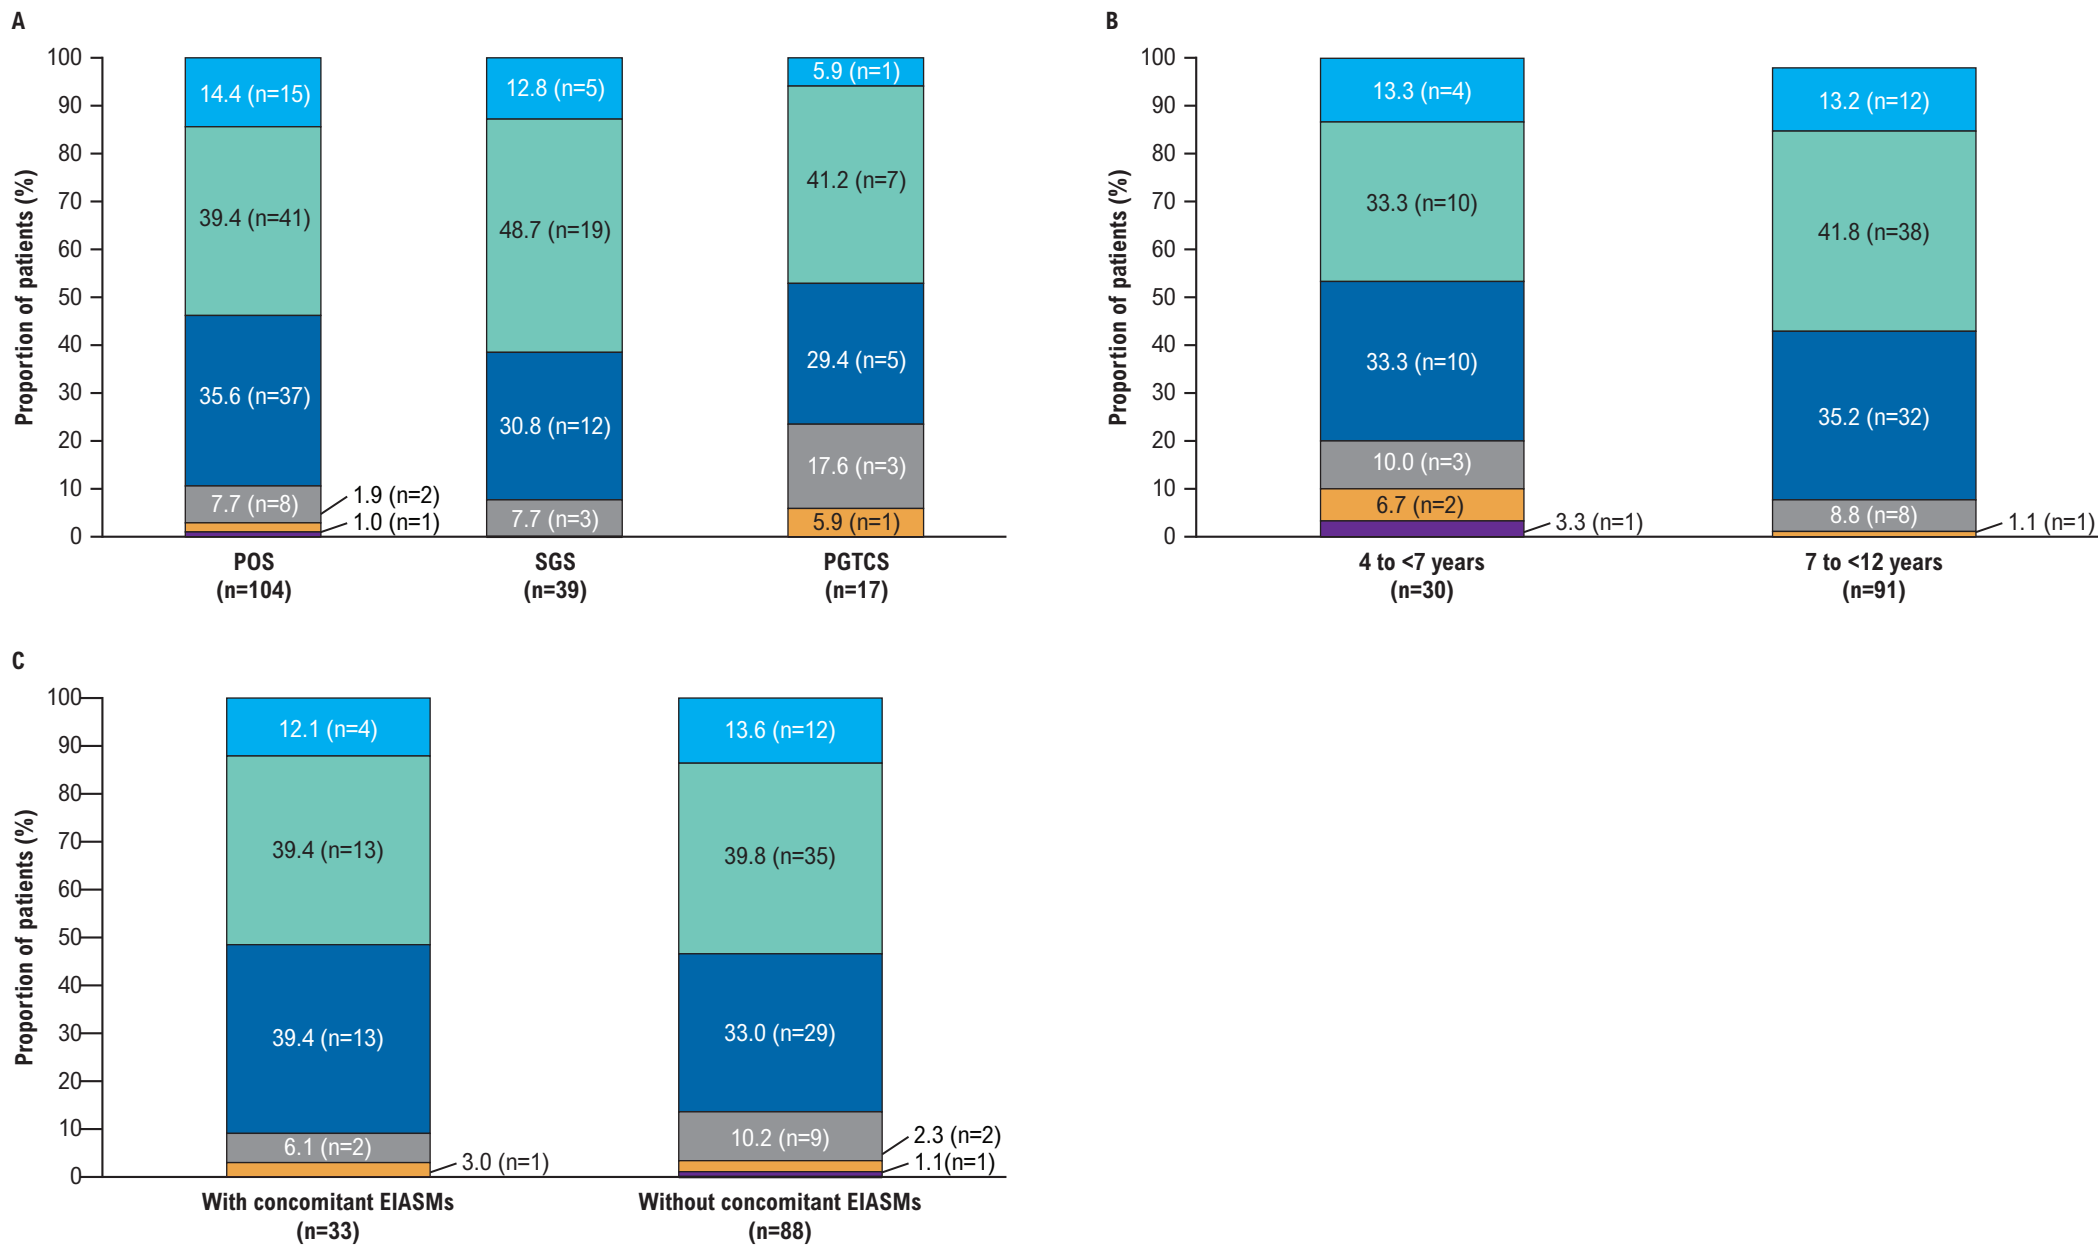 A
Proportion of patients (%)
100
90
80
70
60
50
40
30
20
10
0
14.4 (n=15)
39.4 (n=41)
35.6 (n=37)
7.7 (n=8)
1.9 (n=2)
1.0 (n=1)
12.8 (n=5)
48.7 (n=19)
30.8 (n=12)
7.7 (n=3)
5.9 (n=1)
41.2 (n=7)
29.4 (n=5)
17.6 (n=3)
5.9 (n=1)
POS
(n=104)
SGS
(n=39)
PGTCS
(n=17)
B
Proportion of patients (%)
100
90
80
70
60
50
40
30
20
10
0
13.3 (n=4)
33.3 (n=10)
33.3 (n=10)
10.0 (n=3)
6.7 (n=2)
3.3 (n=1)
13.2 (n=12)
41.8 (n=38)
35.2 (n=32)
8.8 (n=8)
1.1 (n=1)
4 to <7 years
(n=30)
7 to <12 years
(n=91)
C
Proportion of patients (%)
100
90
80
70
60
50
40
30
20
10
0
12.1 (n=4)
39.4 (n=13)
39.4 (n=13)
6.1 (n=2)
3.0 (n=1)
13.6 (n=12)
39.8 (n=35)
33.0 (n=29)
10.2 (n=9)
2.3 (n=2)
1.1(n=1)
With concomitant EIASMs
(n=33)
Without concomitant EIASMs
(n=88)